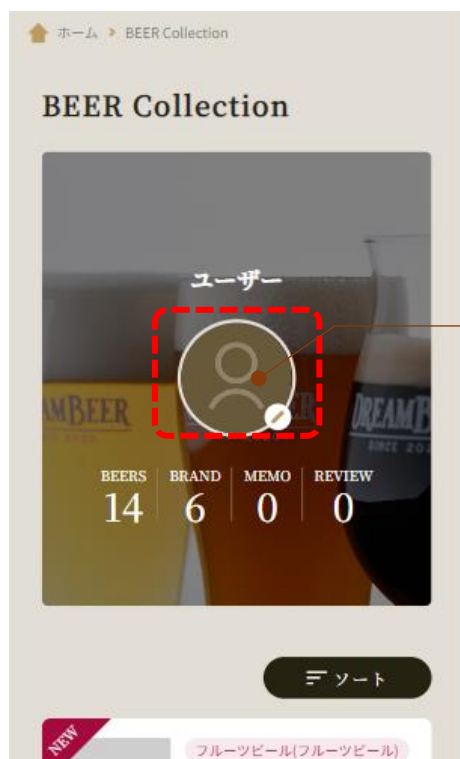 ホーム > BEER Collection
BEER Collection
ユーザー
BEERS BRAND MEMO REVIEW
14 6 0 0
ソート
NEW
フルーツビール(フルーツビール)